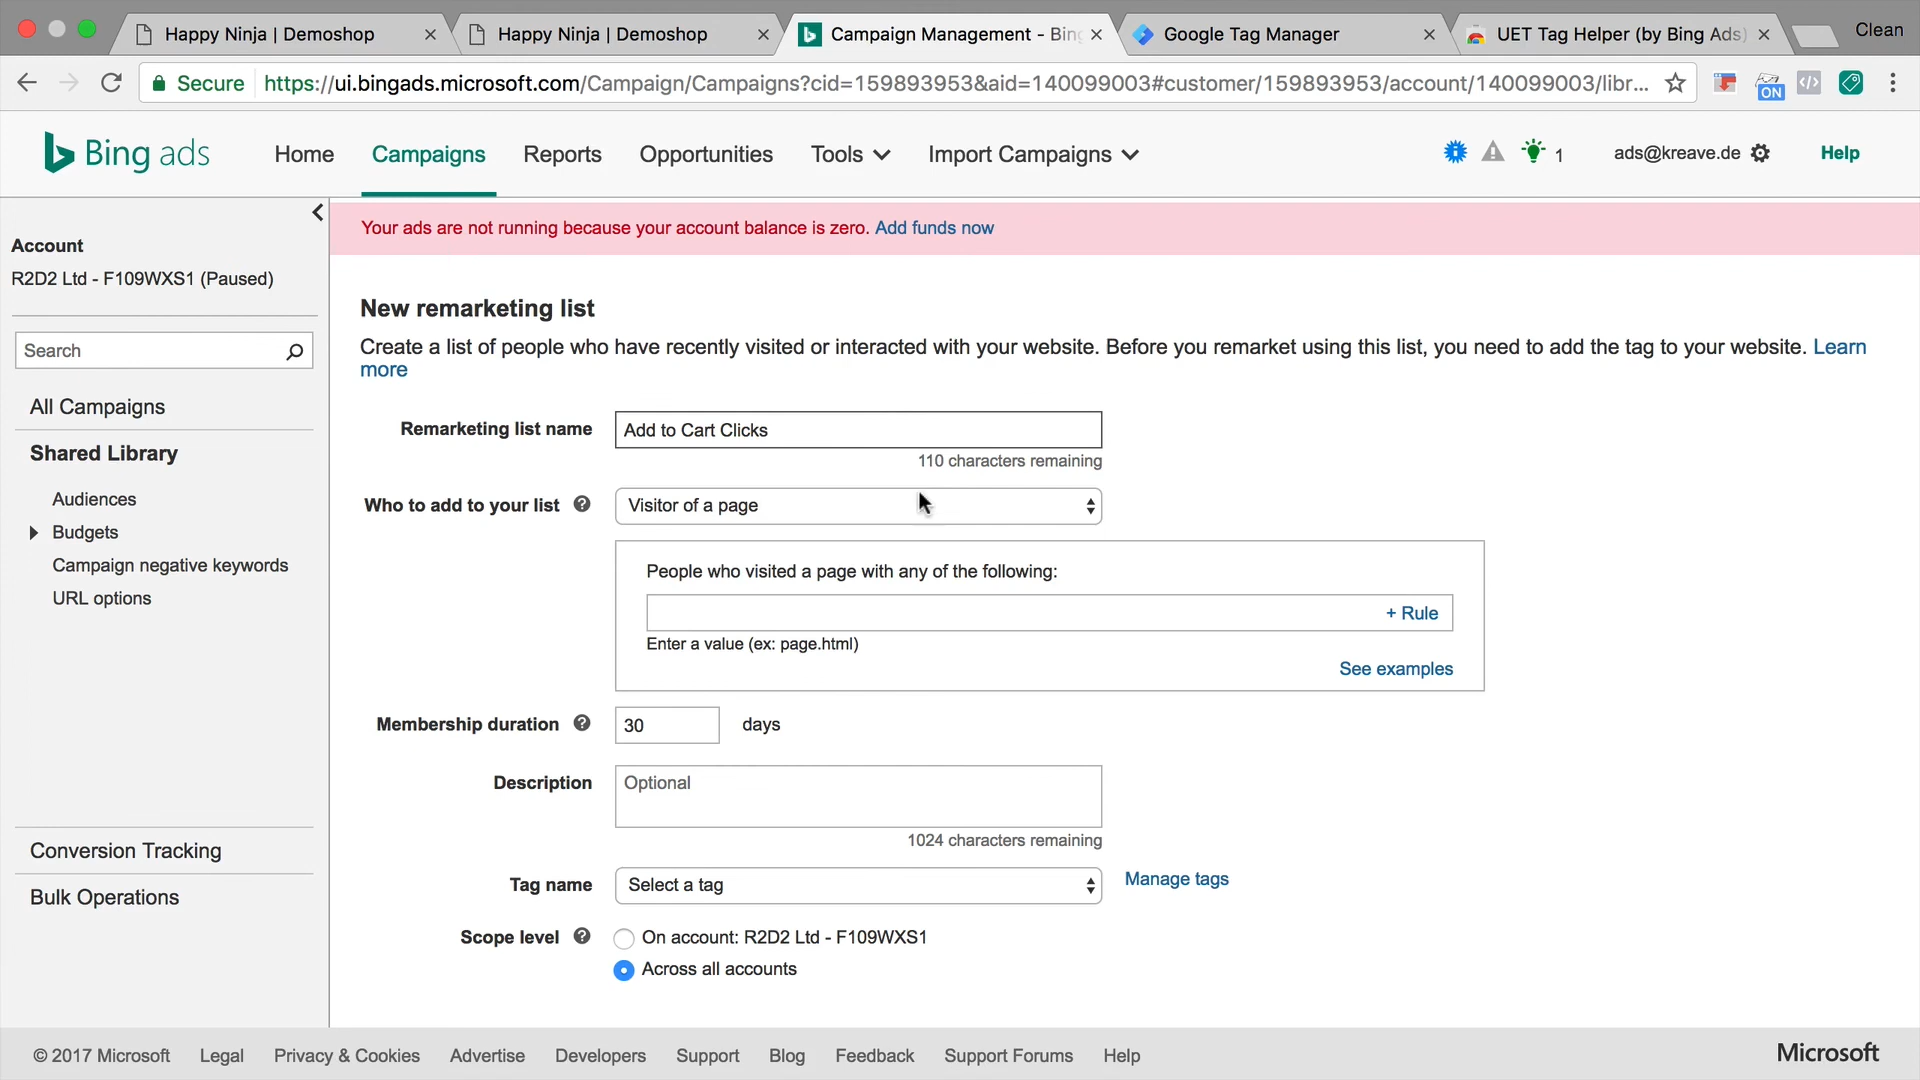 Happy Ninja | Demoshop
Happy Ninja | Demoshop
Campaign Management - Bing
Google Tag Manager
UET Tag Helper (by Bing Ads)
Clean
Secure
https://ui.bingads.microsoft.com/Campaign/Campaigns?cid=159893953&aid=140099003#customer/159893953/account/140099003/libr...
ON
Bing ads
Home
Campaigns
Reports
Opportunities
Tools
Import Campaigns
1
ads@kreave.de
Help
Your ads are not running because your account balance is zero. Add funds now
Account
R2D2 Ltd - F109WXS1 (Paused)
Search
All Campaigns
Shared Library
Audiences
Budgets
Campaign negative keywords
URL options
Conversion Tracking
Bulk Operations
New remarketing list
Create a list of people who have recently visited or interacted with your website. Before you remarket using this list, you need to add the tag to your website. Learn
more
Remarketing list name
Add to Cart Clicks
110 characters remaining
Who to add to your list
Visitor of a page
People who visited a page with any of the following:
+ Rule
Enter a value (ex: page.html)
See examples
Membership duration
30
days
Description
Optional
1024 characters remaining
Tag name
Select a tag
Manage tags
Scope level
On account: R2D2 Ltd - F109WXS1
Across all accounts
© 2017 Microsoft
Legal
Privacy & Cookies
Advertise
Developers
Support
Blog
Feedback
Support Forums
Help
Microsoft